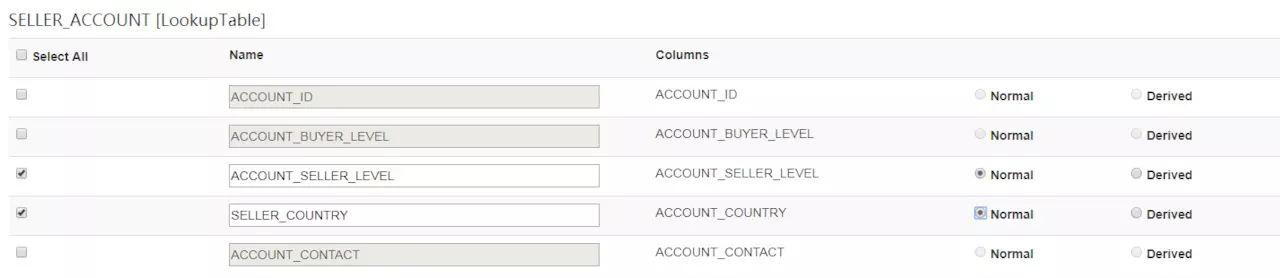 SELLER_ACCOUNT [LookupTable]
Select All Name Columns
ACCOUNT_ID ACCOUNT_ID Normal Derived
ACCOUNT_BUYER_LEVEL ACCOUNT_BUYER_LEVEL Normal Derived
ACCOUNT_SELLER_LEVEL ACCOUNT_SELLER_LEVEL Normal Derived
SELLER_COUNTRY ACCOUNT_COUNTRY Normal Derived
ACCOUNT_CONTACT ACCOUNT_CONTACT Normal Derived